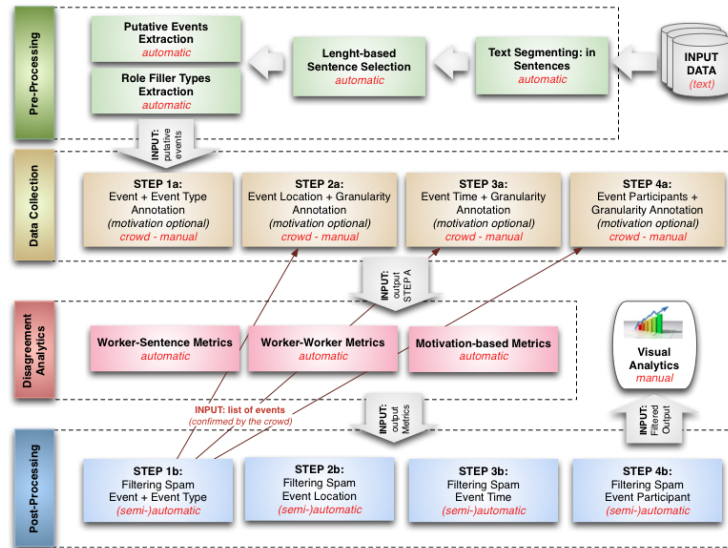 Pre-Processing
Putative Events
Extraction
automatic
Role Filler Types
Extraction
automatic
Lenght-based
Sentence Selection
automatic
Text Segmenting: in
Sentences
automatic
INPUT
DATA
(text)
INPUT:
putative
events
Data Collection
STEP 1a:
Event + Event Type
Annotation
(motivation optional)
crowd - manual
STEP 2a:
Event Location + Granularity
Annotation
(motivation optional)
crowd - manual
STEP 3a:
Event Time + Granularity
Annotation
(motivation optional)
crowd - manual
STEP 4a:
Event Participants +
Granularity Annotation
(motivation optional)
crowd - manual
INPUT:
output
STEP A
Disagreement
Analytics
Worker-Sentence Metrics
automatic
Worker-Worker Metrics
automatic
Motivation-based Metrics
automatic
Visual
Analytics
manual
INPUT: list of events
(confirmed by the crowd)
INPUT:
output
Metrics
INPUT:
Filtered
Output
Post-Processing
STEP 1b:
Filtering Spam
Event + Event Type
(semi-)automatic
STEP 2b:
Filtering Spam
Event Location
(semi-)automatic
STEP 3b:
Filtering Spam
Event Time
(semi-)automatic
STEP 4b:
Filtering Spam
Event Participant
(semi-)automatic